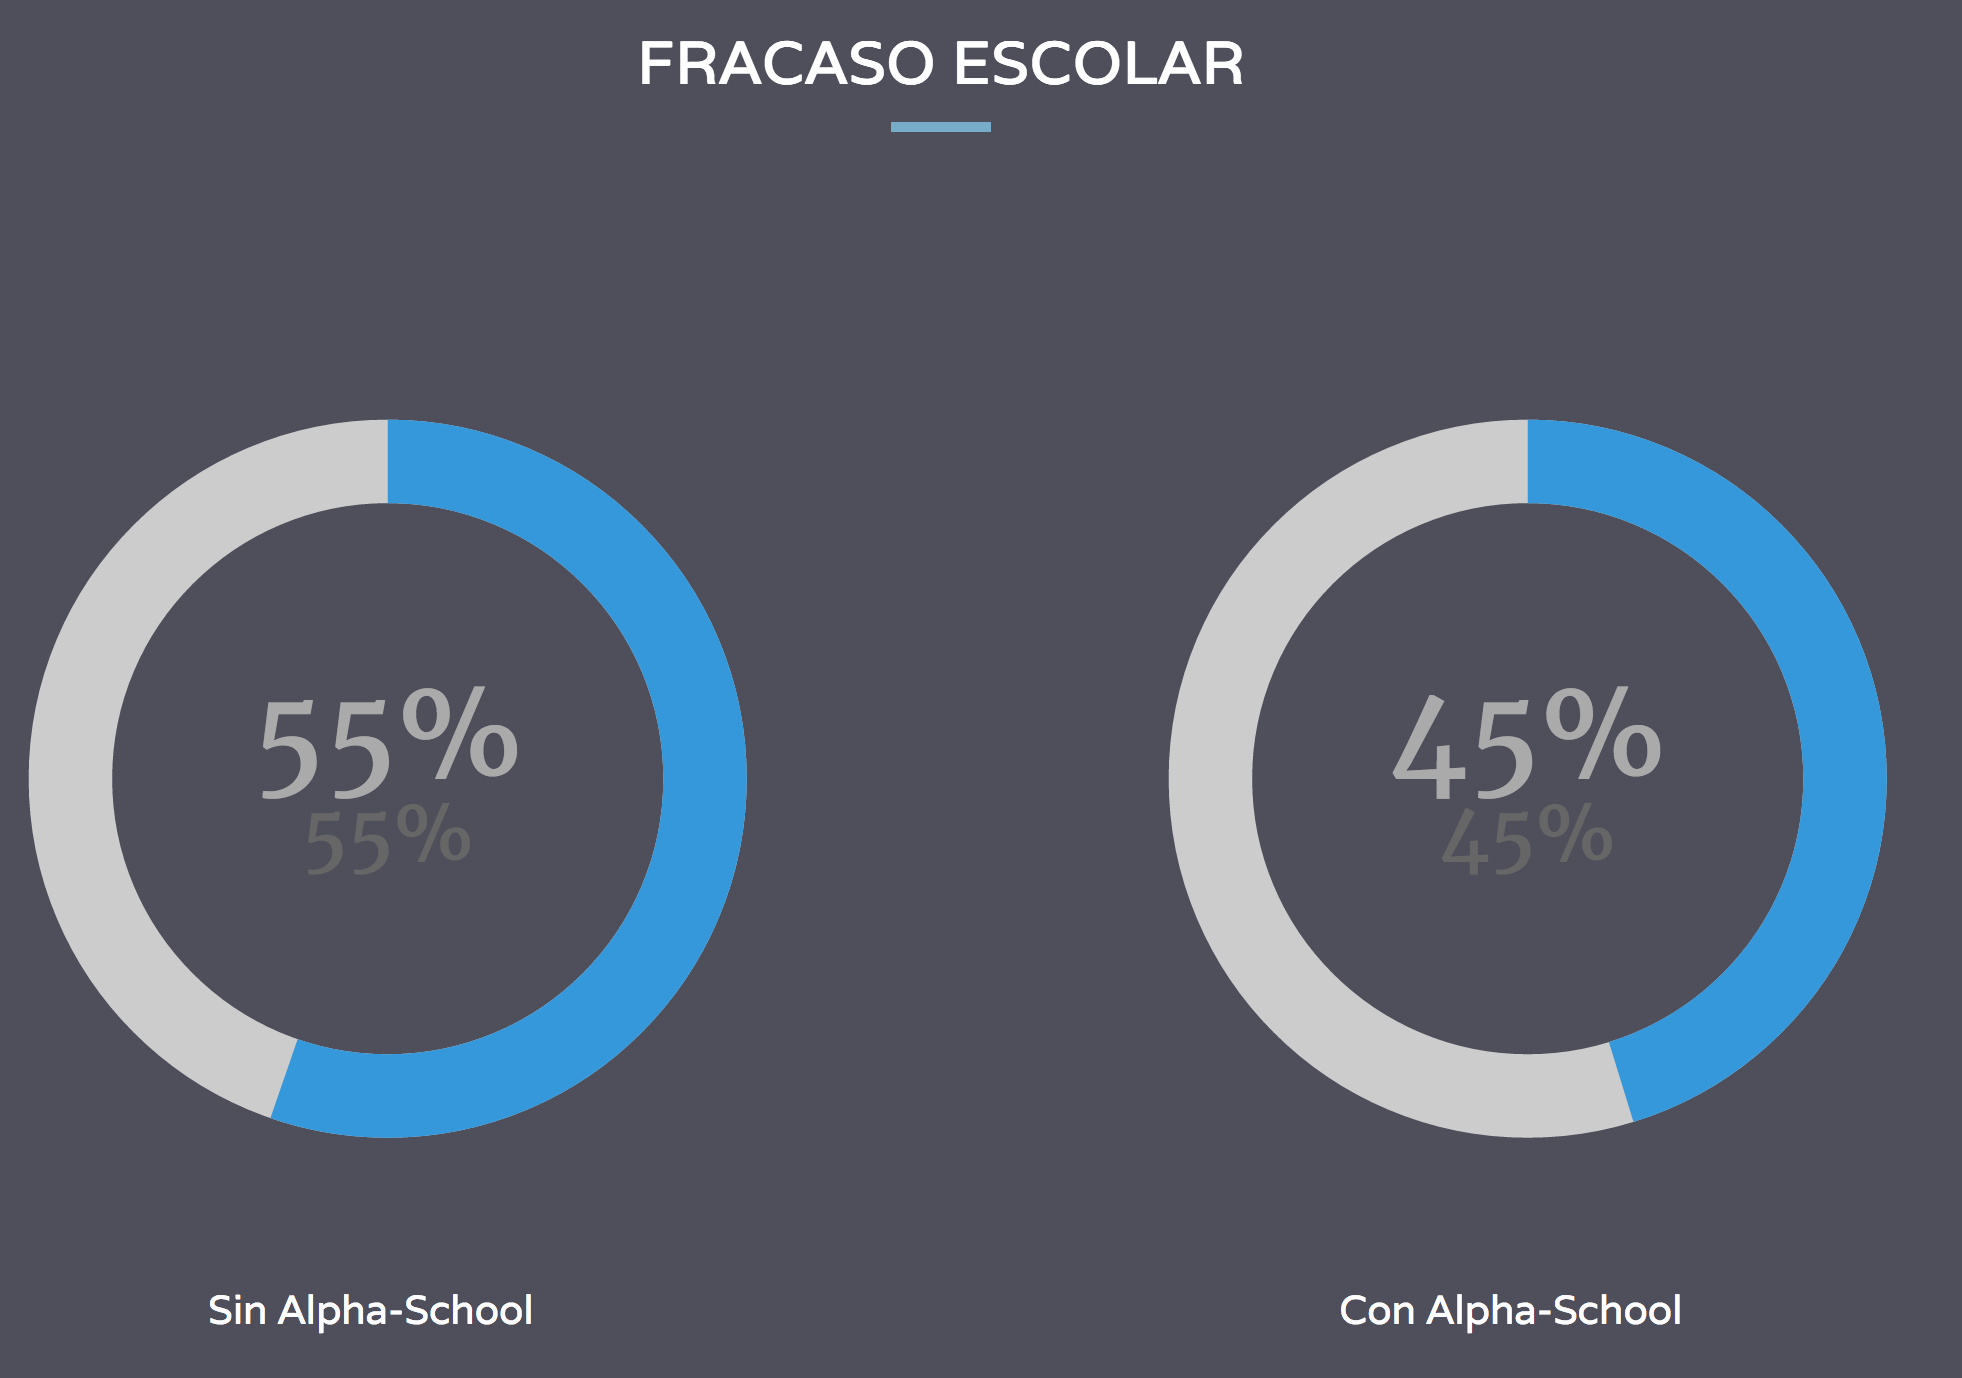 FRACASO ESCOLAR
55%
55%
45%
45%
Sin Alpha-School
Con Alpha-School